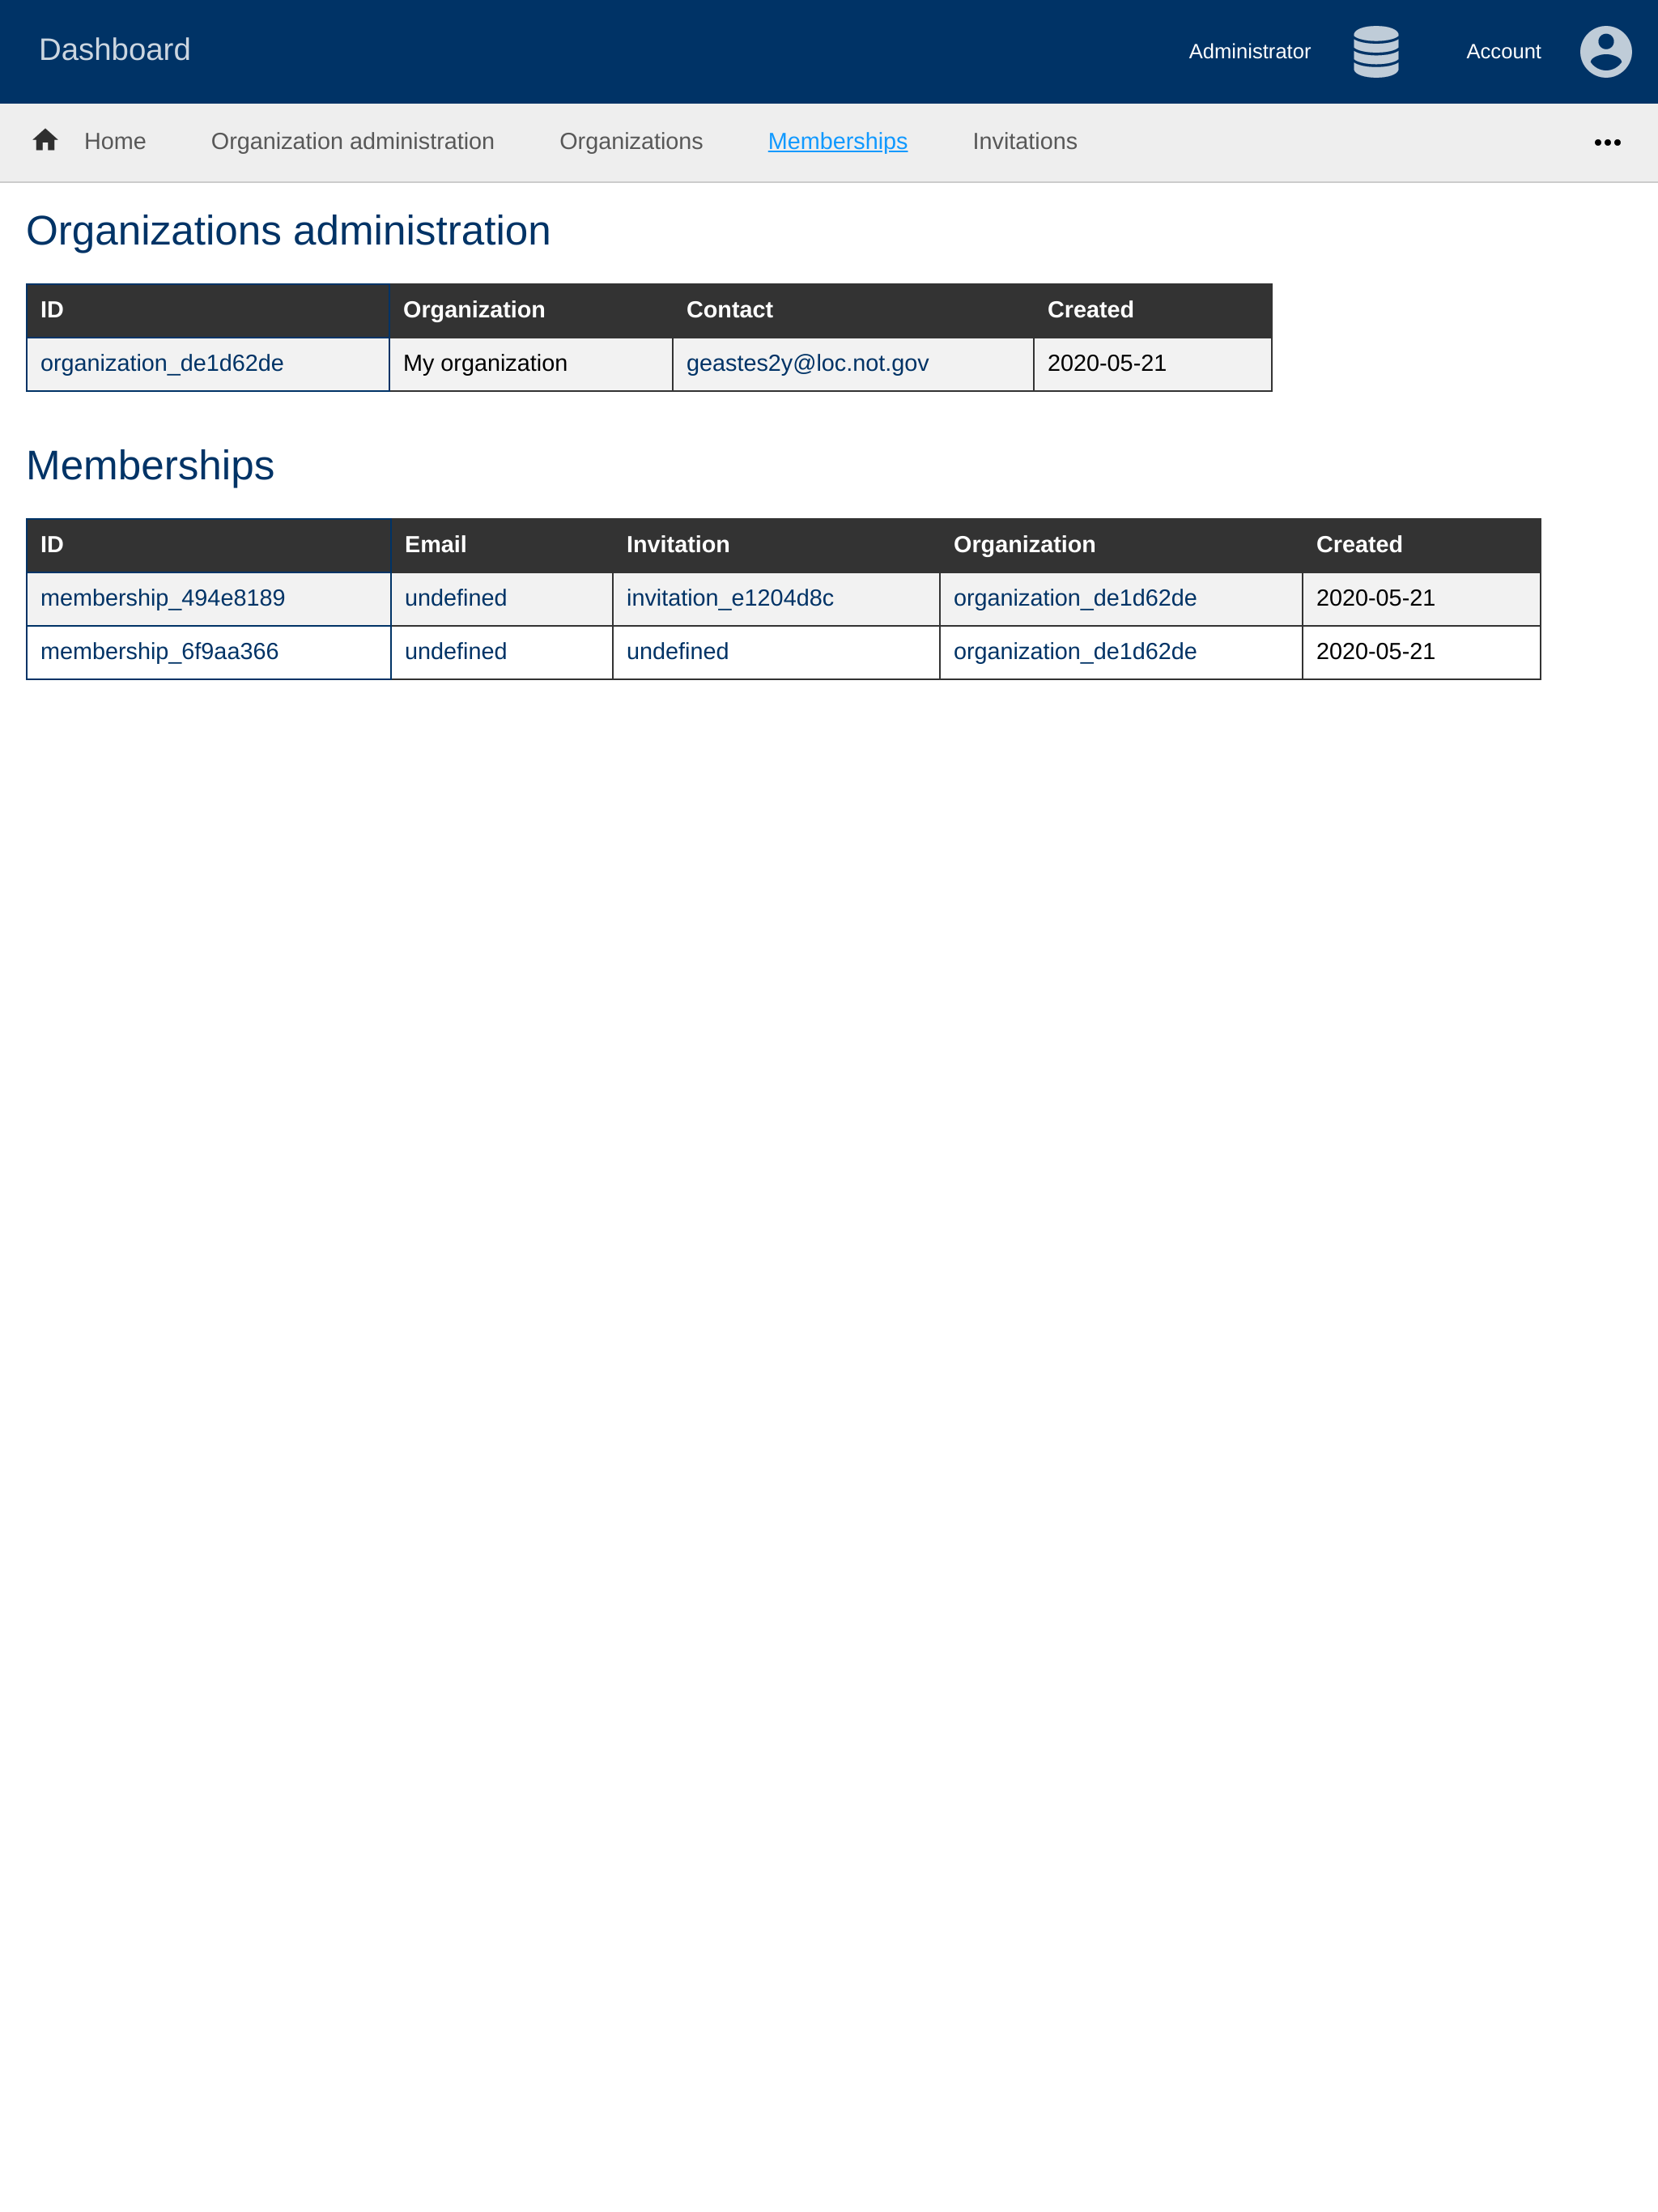 Dashboard Administrator Account
Home Organization administration Organizations Memberships Invitations
Organizations administration
ID Organization Contact Created
organization_de1d62de My organization geastes2y@loc.not.gov 2020-05-21
Memberships
ID Email Invitation Organization Created
membership_494e8189 undefined invitation_e1204d8c organization_de1d62de 2020-05-21
membership_6f9aa366 undefined undefined organization_de1d62de 2020-05-21